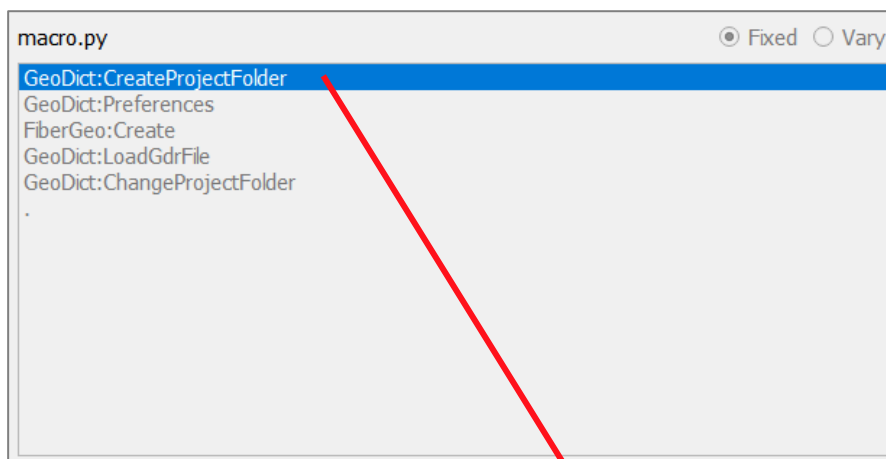 macro.py Fixed Vary
GeoDict:CreateProjectFolder
GeoDict:Preferences
FiberGeo:Create
GeoDict:LoadGdrFile
GeoDict:ChangeProjectFolder
.